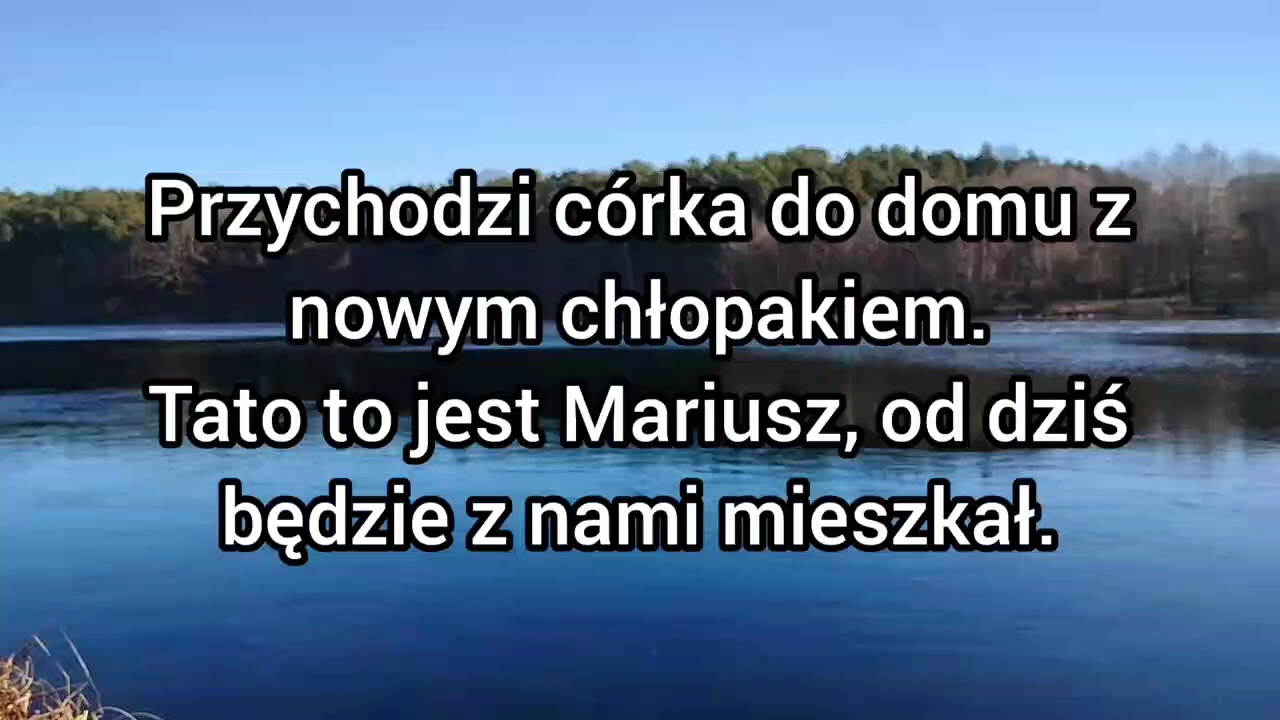 Przychodzi córka do domu z
nowym chłopakiem.
Tato to jest Mariusz, od dziś
będzie z nami mieszkał.